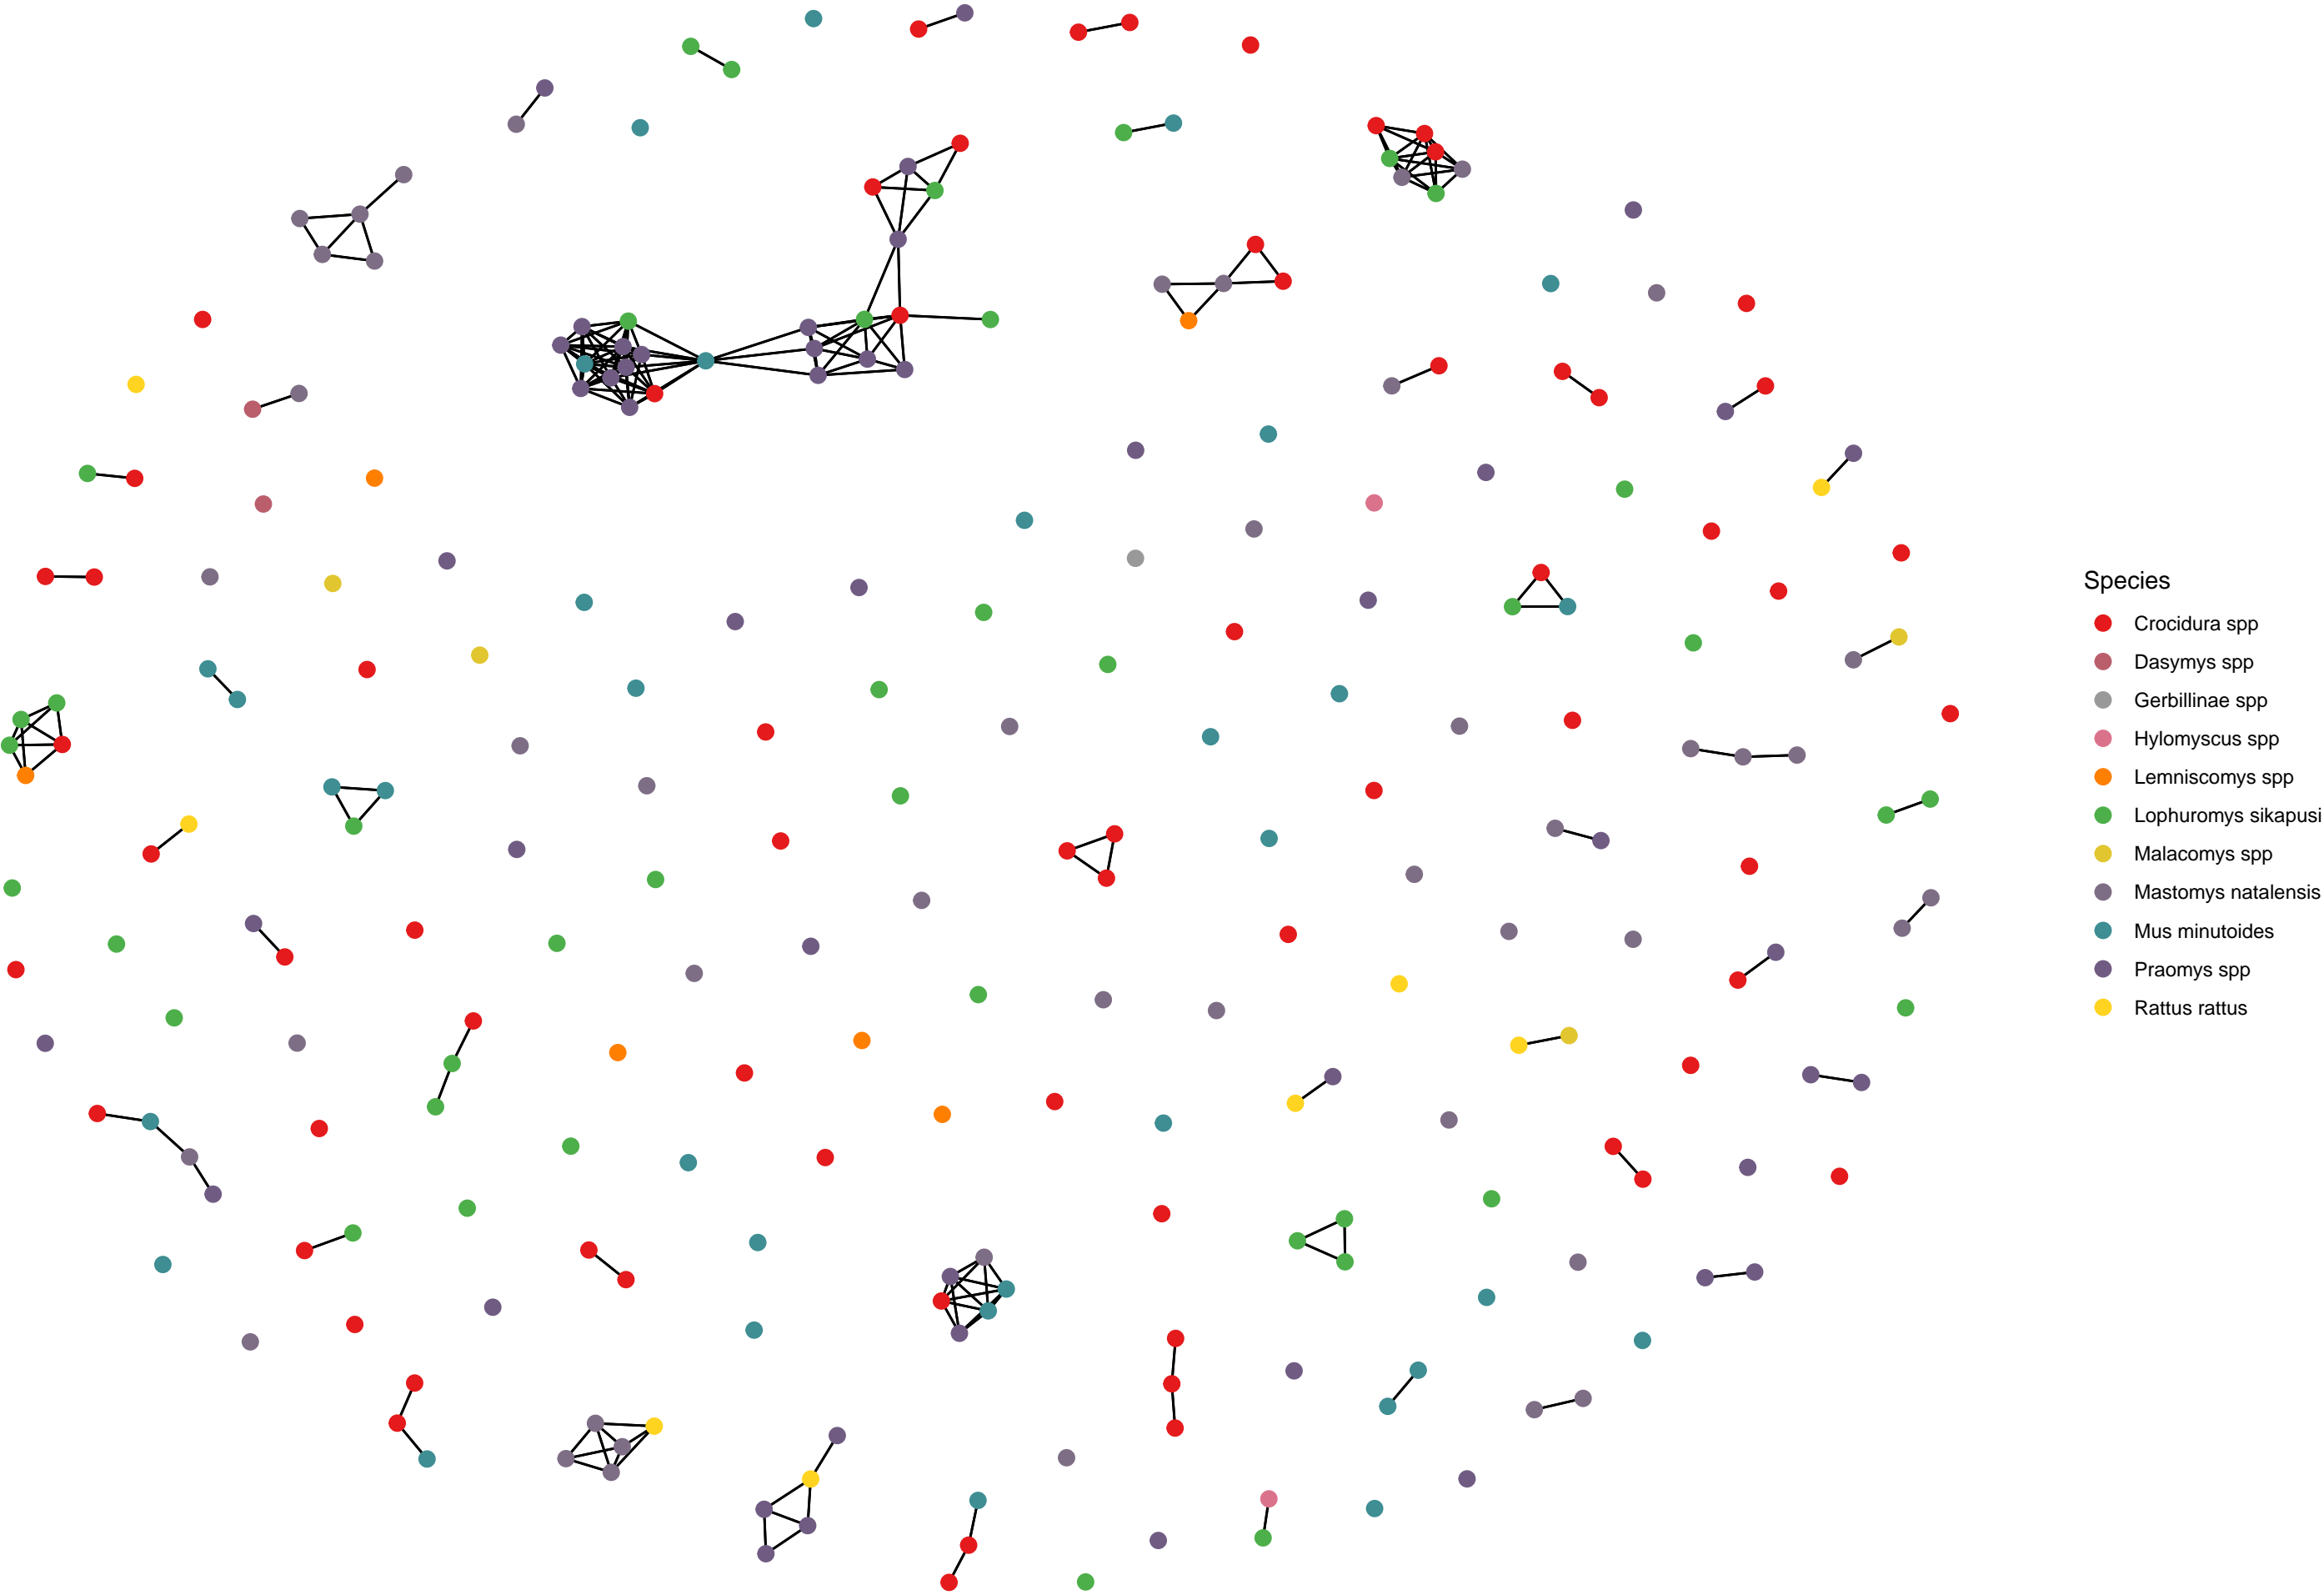 Species
Crocidura spp
Dasymys spp
Gerbillinae spp
Hylomyscus spp
Lemniscomys spp
Lophuromys sikapusi
Malacomys spp
Mastomys natalensis
Mus minutoides
Praomys spp
Rattus rattus